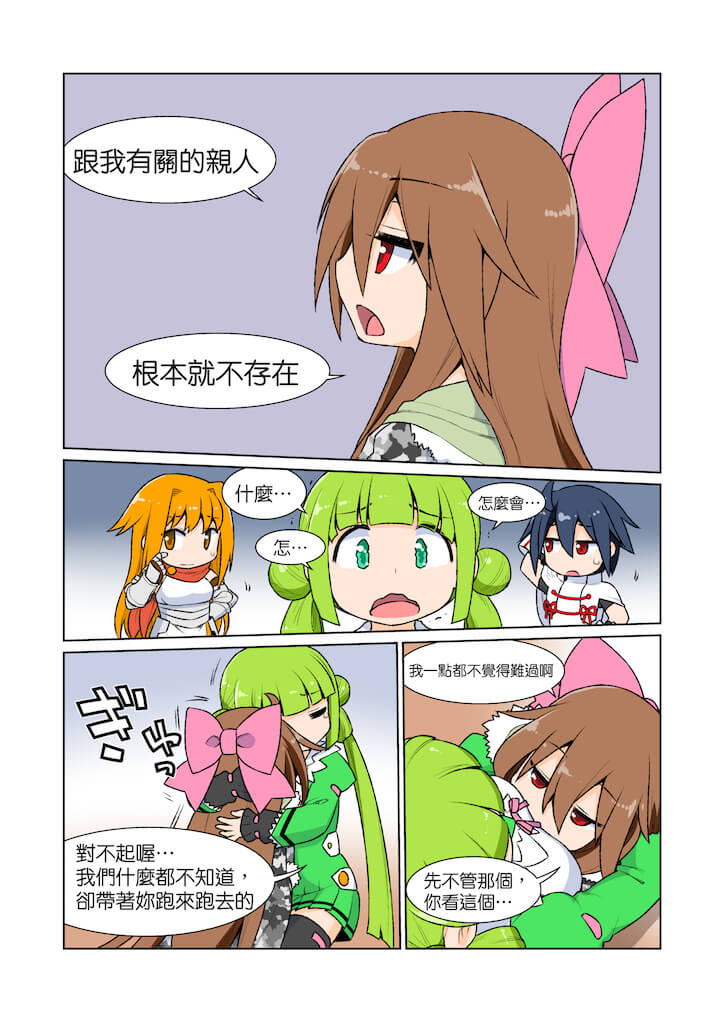 跟我有關的親人
根本就不存在
什麼⋯
怎⋯
怎麼會⋯
ぎゅっ
對不起喔⋯
我們什麼都不知道，
卻帶著妳跑來跑去的
我一點都不覺得難過啊
先不管那個，
你看這個⋯